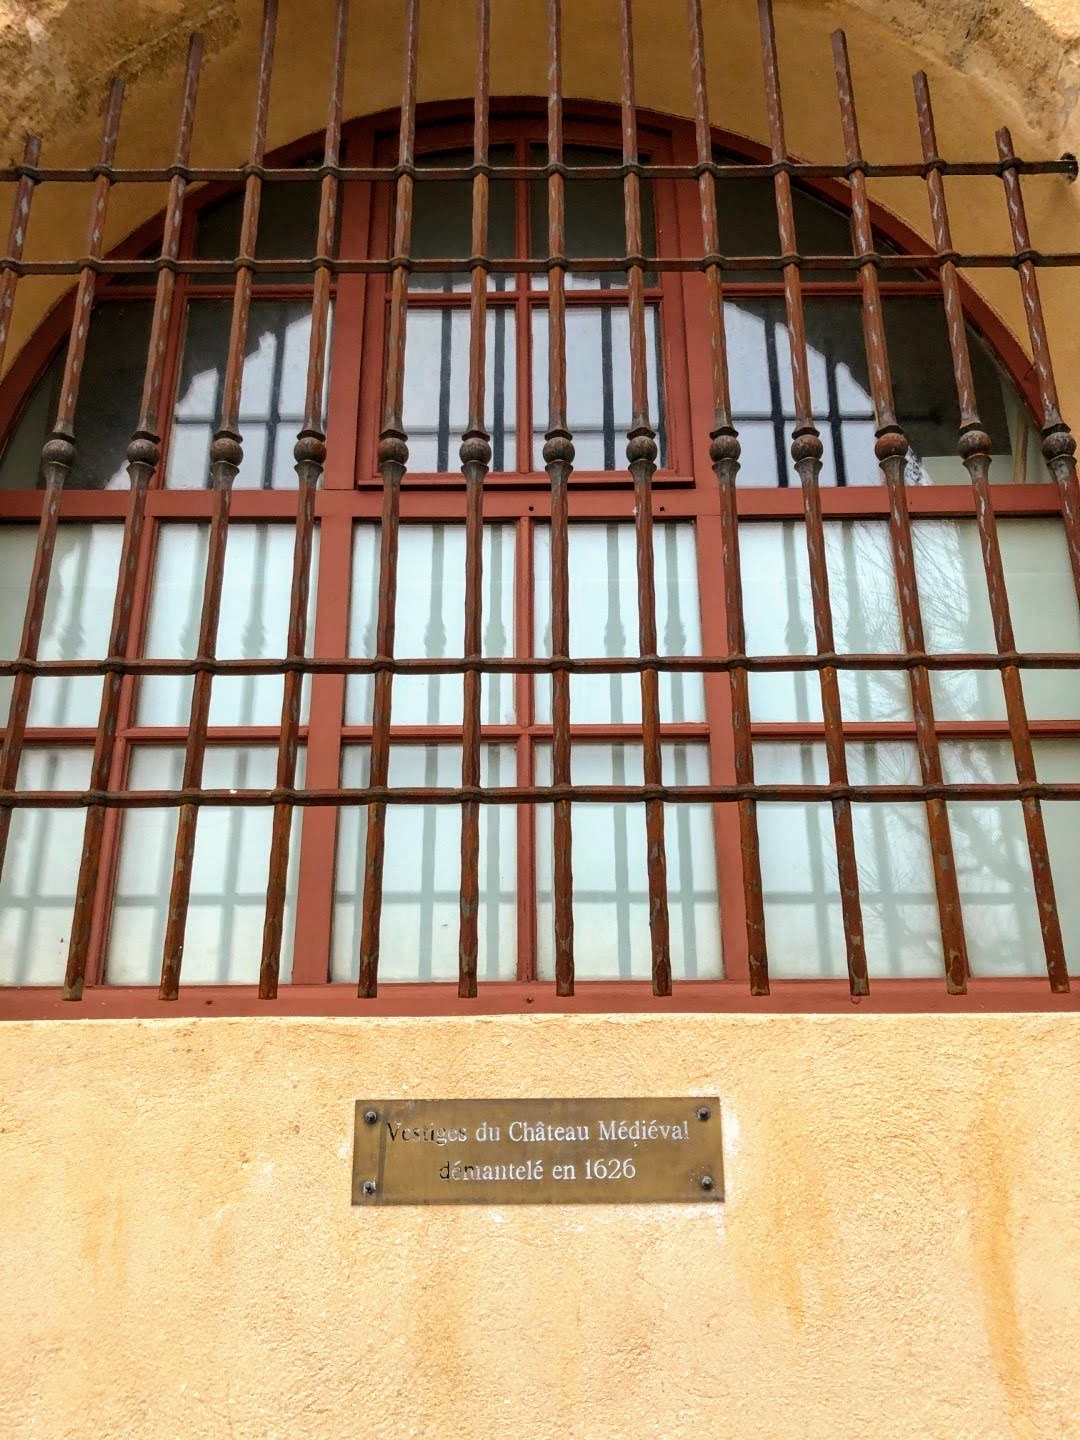 Vestiges du Château Médiéval
démantelé en 1626